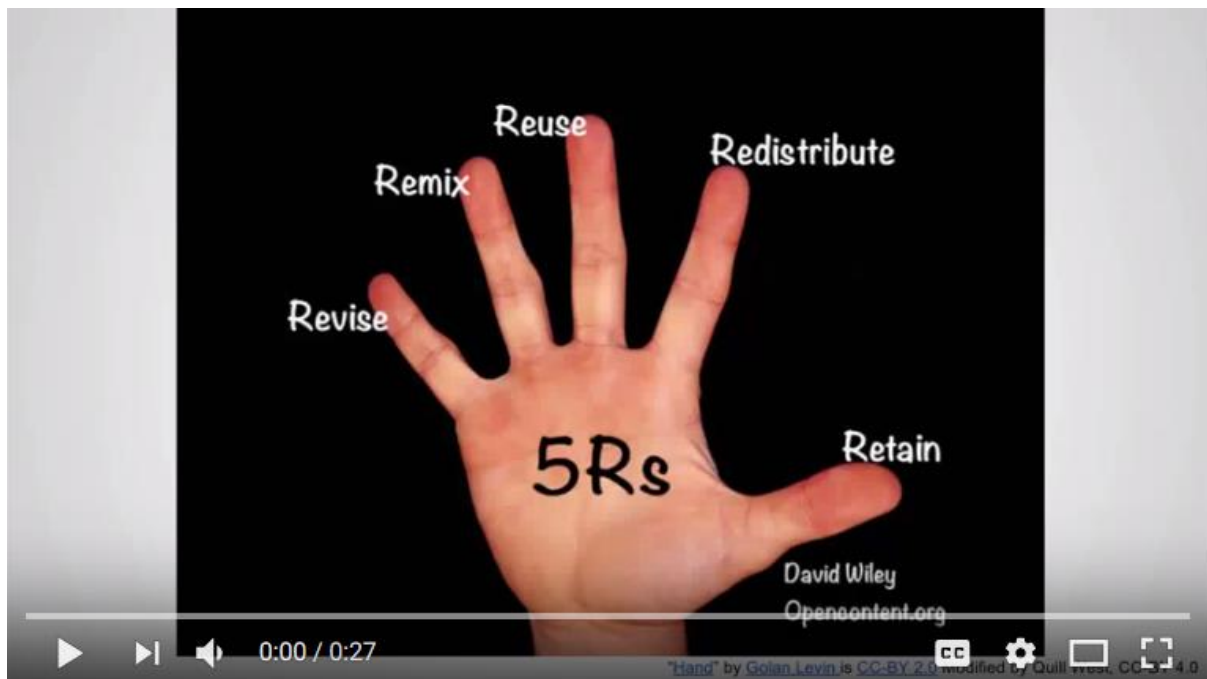 Reuse
Redistribute
Remix
Revise
5Rs
Retain
David Wiley
Opencontent.org
0:00 / 0:27
CC
"Hand" by Golan Levin is CC-BY 2.0 Modified by Quill West, CC-BY 4.0